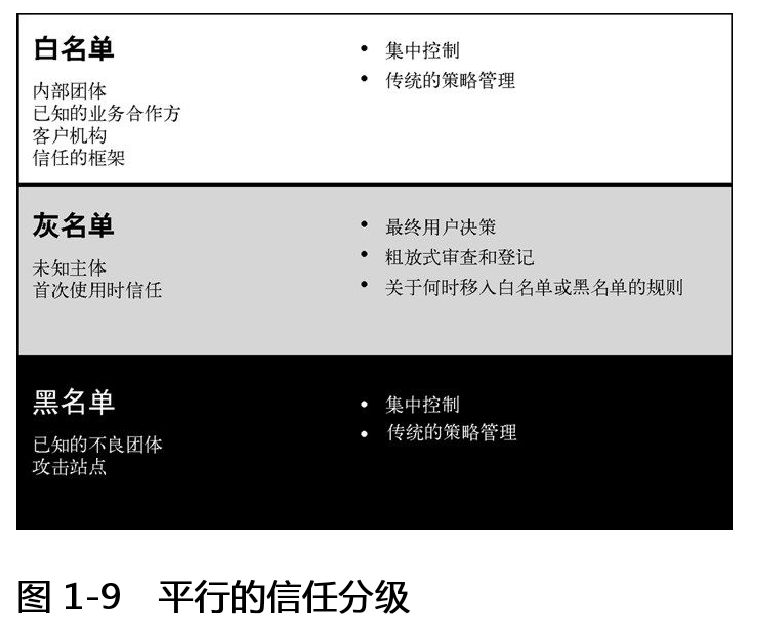 白名单
内部团体
已知的业务合作方
客户机构
信任的框架
• 集中控制
• 传统的策略管理
灰名单
未知主体
首次使用时信任
• 最终用户决策
• 粗放式审查和登记
• 关于何时移入白名单或黑名单的规则
黑名单
已知的不良团体
攻击站点
• 集中控制
• 传统的策略管理
图 1-9 平行的信任分级